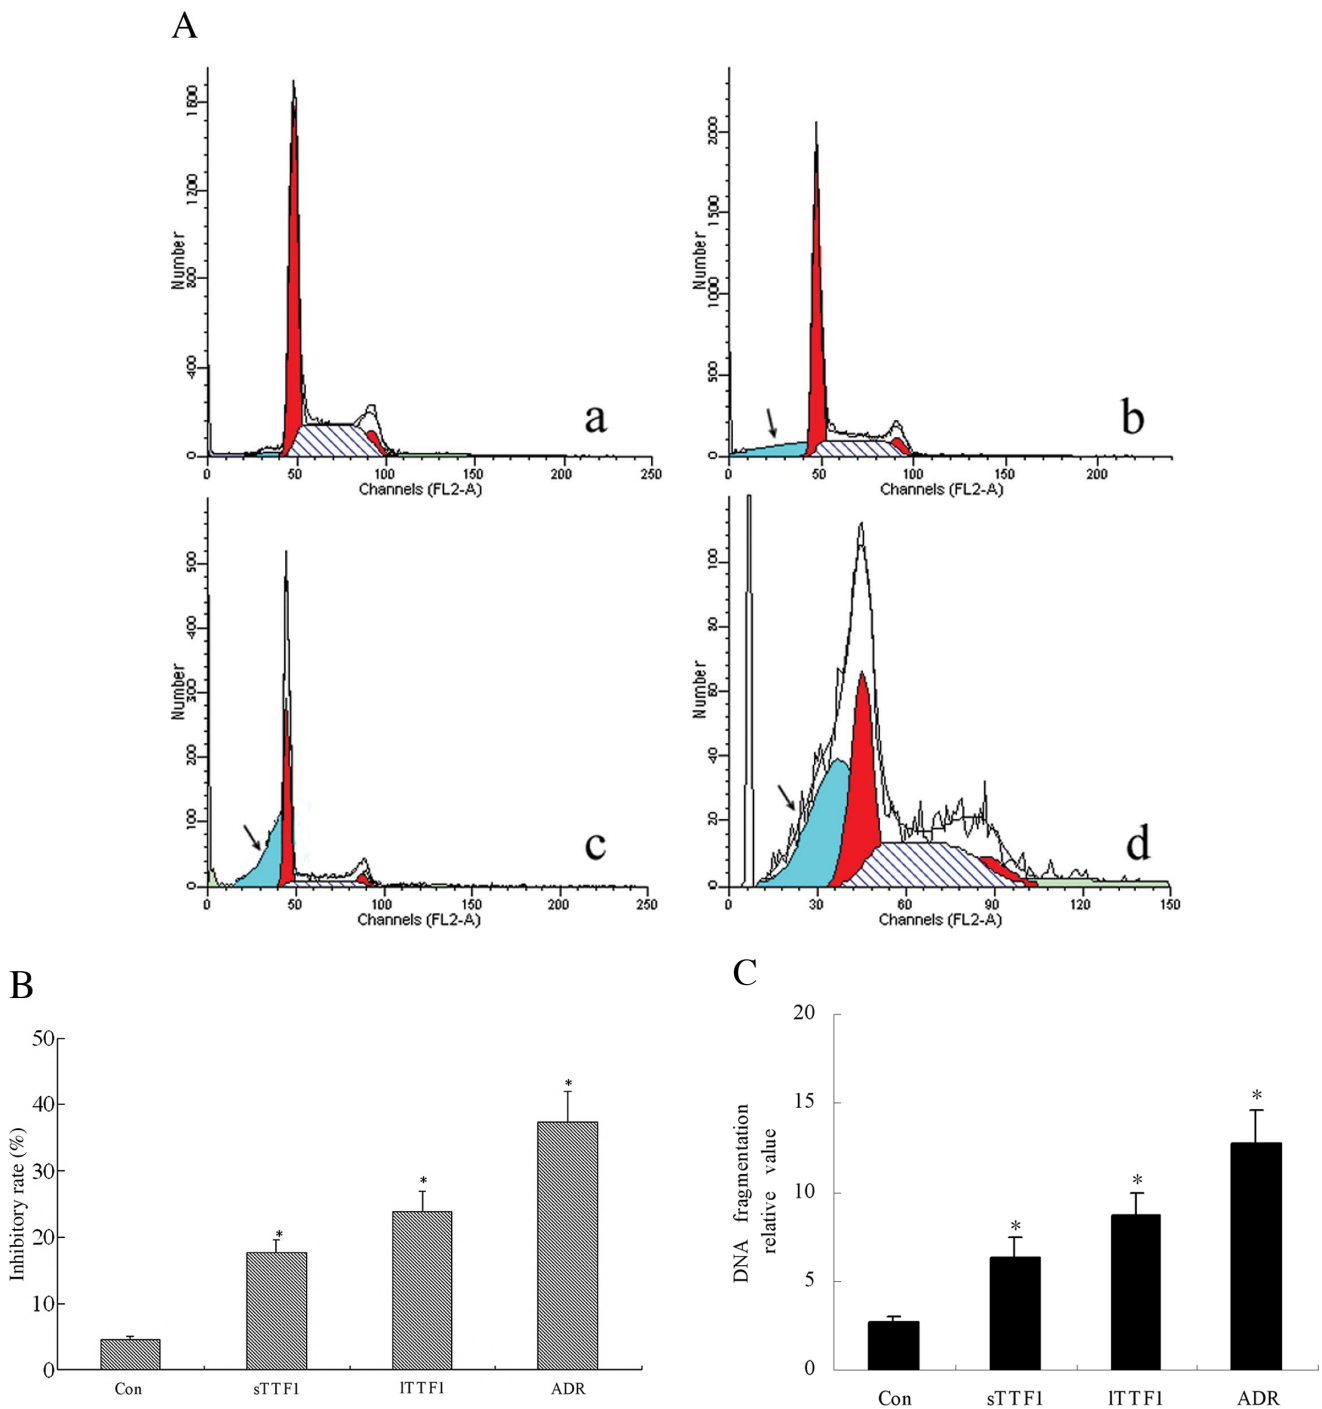 A
1600
1200
800
400
0
Number
0 50 100 150 200 250
Channels (FL2-A)
a
2000
1500
1000
500
0
Number
0 50 100 150 200
Channels (FL2-A)
b
500
400
300
200
100
0
Number
0 50 100 150 200 250
Channels (FL2-A)
c
100
80
60
40
20
0
Number
0 30 60 90 120 150
Channels (FL2-A)
d
B
50
40
30
20
10
0
Inhibitory rate (%)
* * *
Con sTTF1 lTTF1 ADR
C
20
15
10
5
0
DNA fragmentation
relative value
* * *
Con sTTF1 lTTF1 ADR